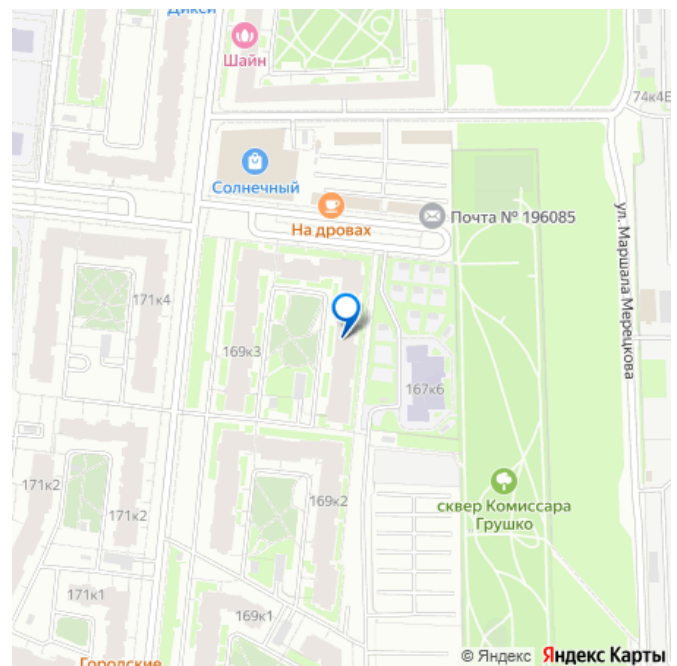 Дикси
Шайн
74к4Е
Солнечный
На дровах
Почта № 196085
ул. Маршала Мерецкова
171к4
169к3
167к6
171к2
171к2
169к2
сквер Комиссара
Грушко
171к1
169к1
Городские
© Яндекс Яндекс Карты